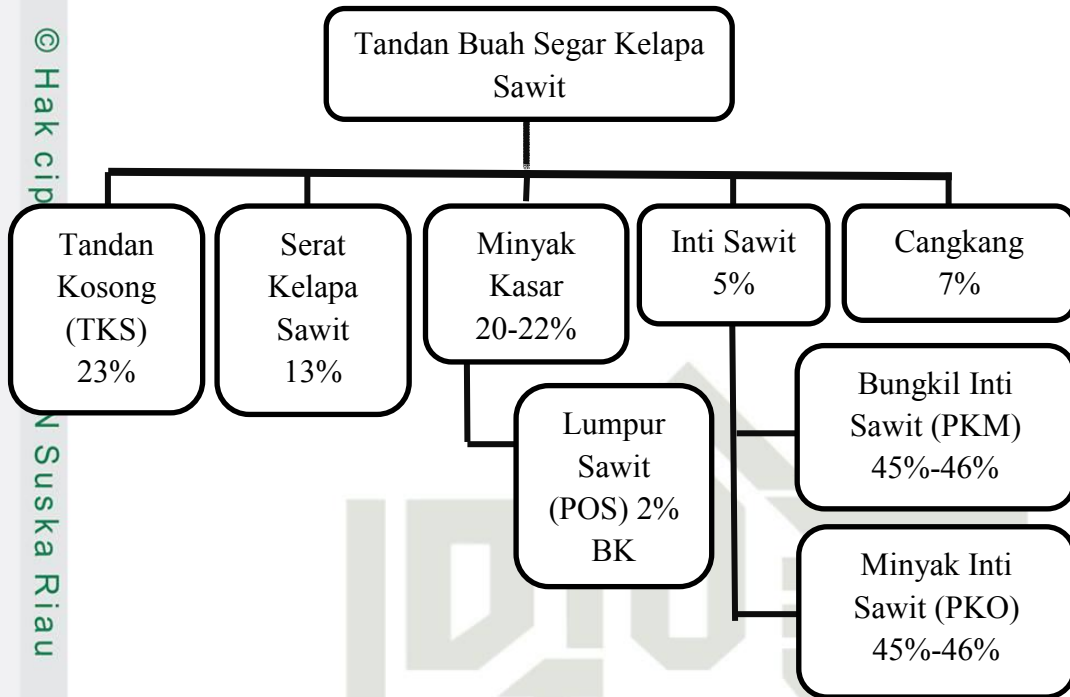 © Hak cip
N Suska Riau
Tandan Buah Segar Kelapa
Sawit
Tandan
Kosong
(TKS)
23%
Serat
Kelapa
Sawit
13%
Minyak
Kasar
20-22%
Inti Sawit
5%
Cangkang
7%
Lumpur
Sawit
(POS) 2%
BK
Bungkil Inti
Sawit (PKM)
45%-46%
Minyak Inti
Sawit (PKO)
45%-46%